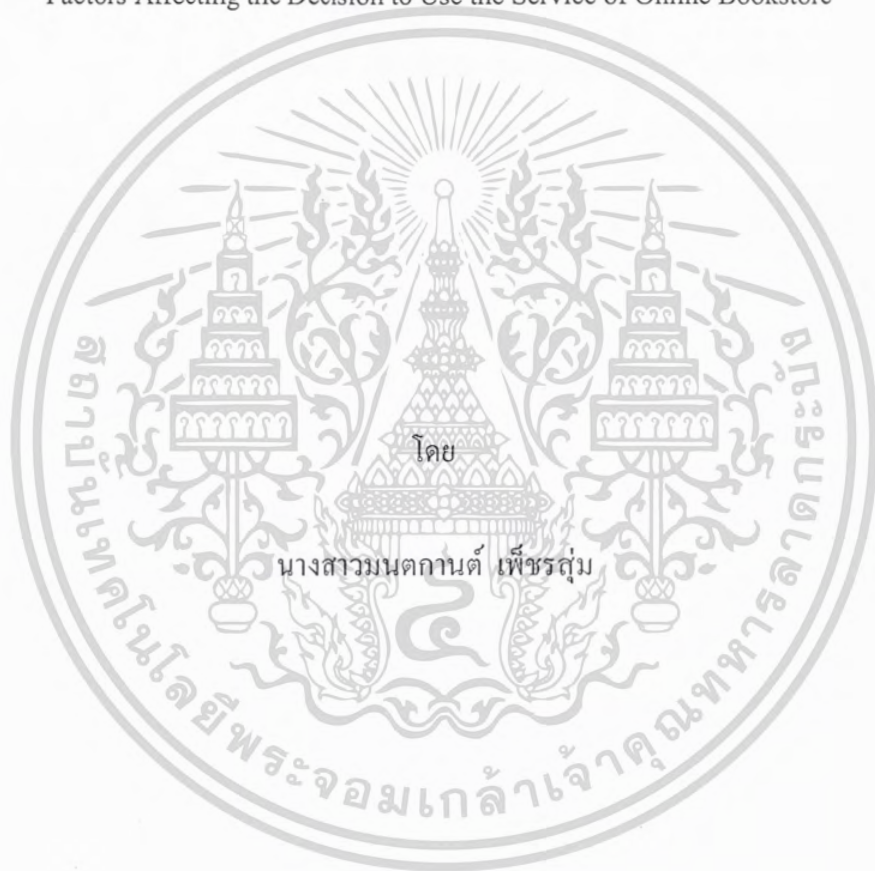 Factors Affecting the Decision to Use the Service of Online Bookstore
โดย
นางสาวมนตกานต์ เพ็ชรสุ่ม
สถาบันเทคโนโลยีพระจอมเกล้าเจ้าคุณทหารลาดกระบัง